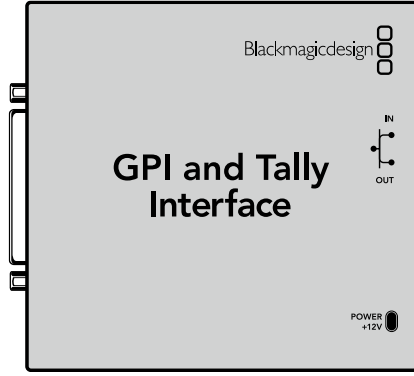 Blackmagicdesign
IN
OUT
GPI and Tally
Interface
POWER
+12V